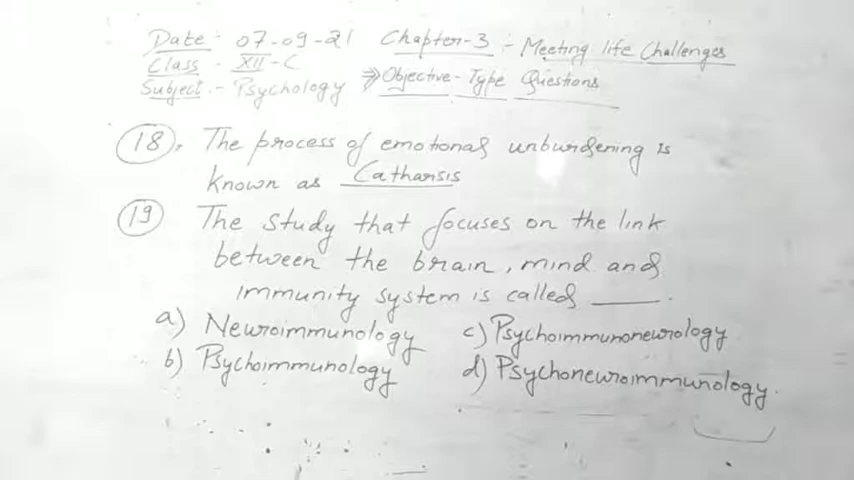 Date - 07-09-21 Chapter-3 :- Meeting life Challenges
Class - XII-C
Subject :- Psychology ⇒ Objective-Type Questions
18. The process of emotional unburdening is
known as Catharsis
19 The study that focuses on the link
between the brain, mind and
immunity system is called ______.
a) Neuroimmunology c) Psychoimmunoneurology
b) Psychoimmunology d) Psychoneuroimmunology.